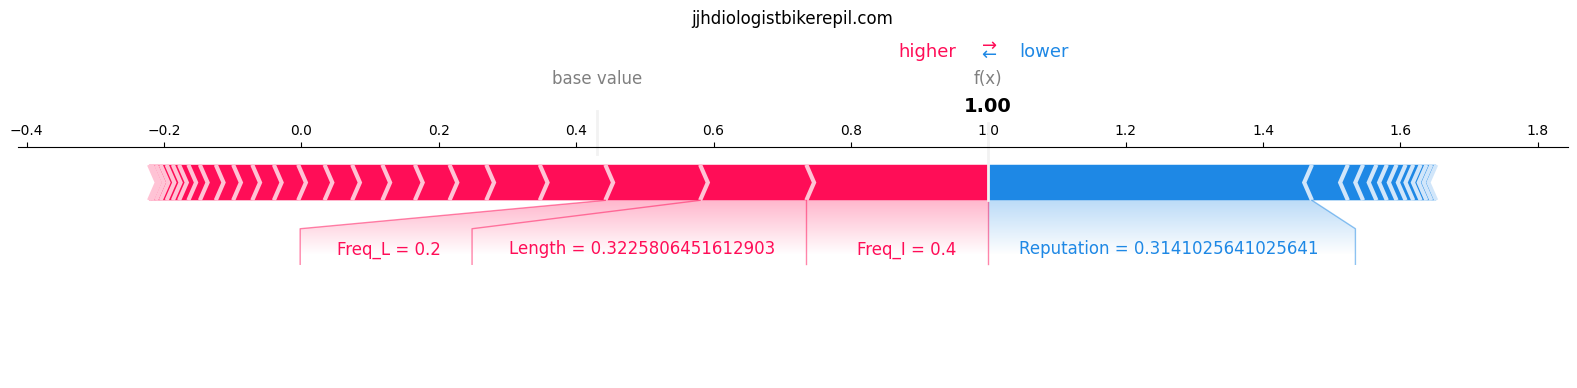 jjhdiologistbikerepil.com
higher ⇄ lower
base value f(x)
1.00
−0.4 −0.2 0.0 0.2 0.4 0.6 0.8 1.0 1.2 1.4 1.6 1.8
Freq_L = 0.2 Length = 0.3225806451612903 Freq_I = 0.4 Reputation = 0.3141025641025641